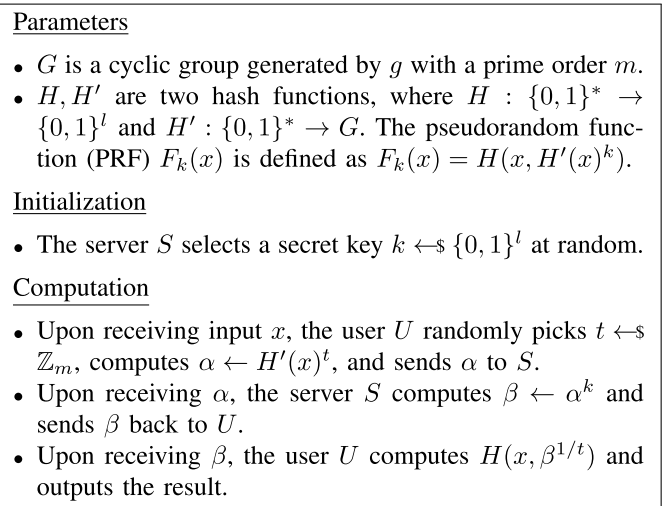 Parameters
• G is a cyclic group generated by g with a prime order m.
• H, H′ are two hash functions, where H : {0, 1}* →
{0, 1}^l and H′ : {0, 1}* → G. The pseudorandom func-
tion (PRF) F_k(x) is defined as F_k(x) = H(x, H′(x)^k).
Initialization
• The server S selects a secret key k ←$ {0, 1}^l at random.
Computation
• Upon receiving input x, the user U randomly picks t ←$
ℤ_m, computes α ← H′(x)^t, and sends α to S.
• Upon receiving α, the server S computes β ← α^k and
sends β back to U.
• Upon receiving β, the user U computes H(x, β^{1/t}) and
outputs the result.